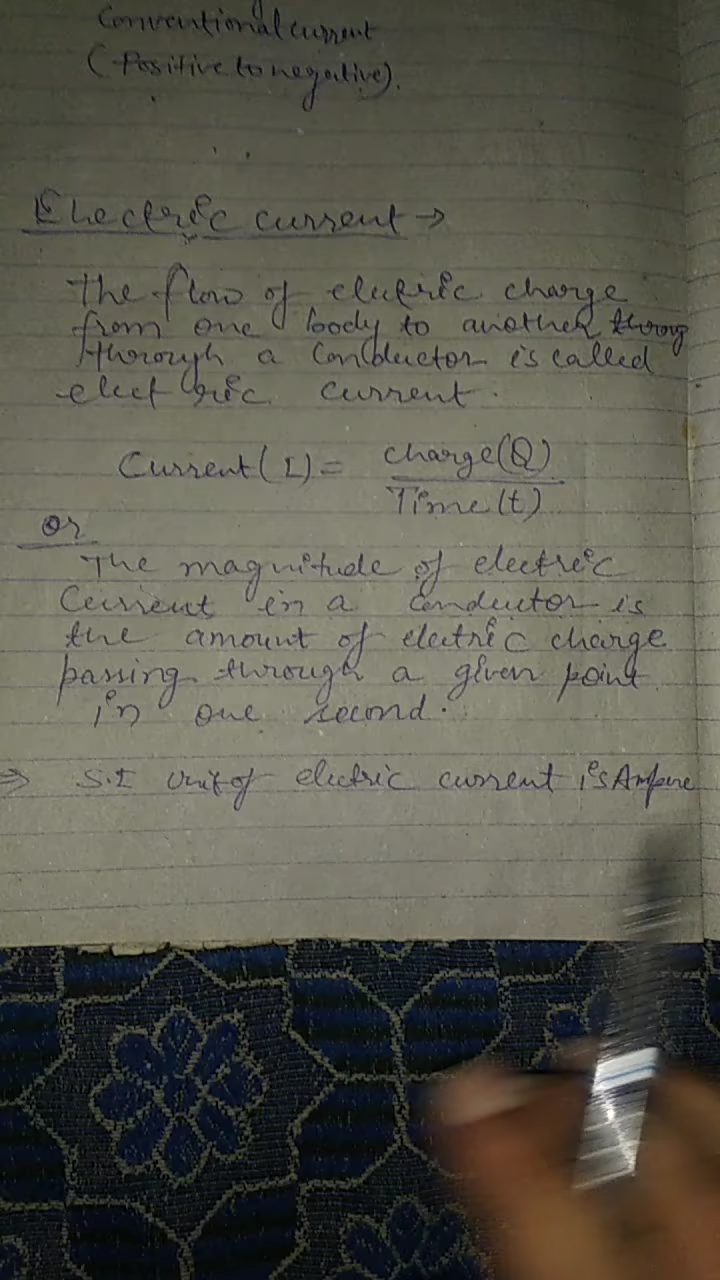 Conventional current
(Positive to negative).
Electric current →
The flow of electric charge
from one body to another throug
through a conductor is called
electric current.
Current (I) = charge(Q)
Time (t)
or
The magnitude of electric
Current in a conductor is
the amount of electric charge
passing through a given point
in one second.
⇒ S.I Unit of electric current is Ampere